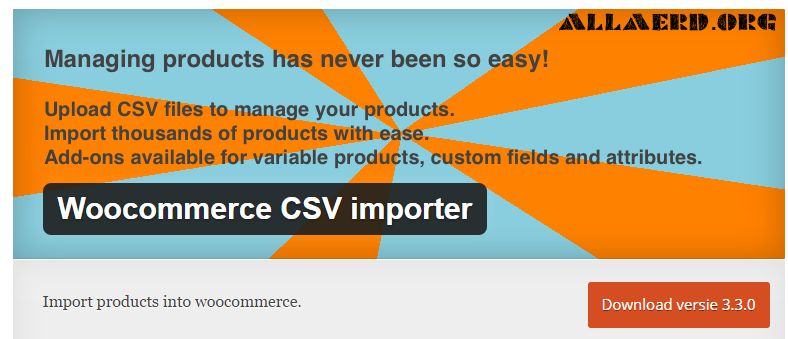 ALLAERD.ORG
Managing products has never been so easy!
Upload CSV files to manage your products.
Import thousands of products with ease.
Add-ons available for variable products, custom fields and attributes.
Woocommerce CSV importer
Import products into woocommerce.
Download versie 3.3.0